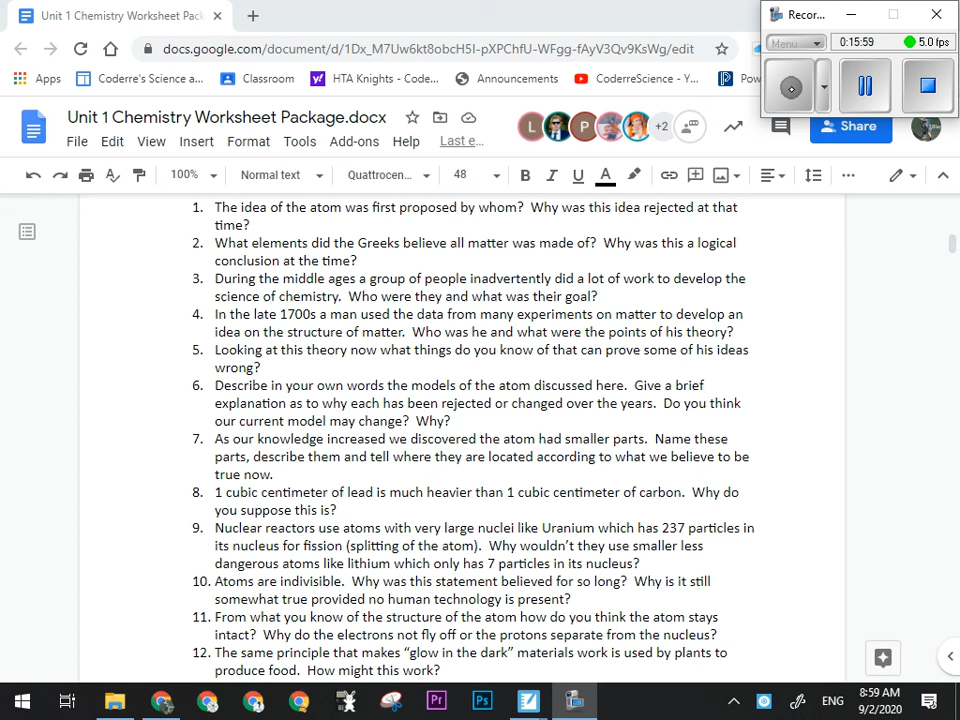 Unit 1 Chemistry Worksheet Pac
Recor...
docs.google.com/document/d/1Dx_M7Uw6kt8obcH5I-pXPChfU-WFgg-fAyV3Qv9KsWg/edit
Menu
0:15:59
5.0 fps
Apps
Coderre's Science a...
Classroom
HTA Knights - Code...
Announcements
CoderreScience - Y...
Pow
Unit 1 Chemistry Worksheet Package.docx
L
P
+2
Share
File Edit View Insert Format Tools Add-ons Help Last e...
100% Normal text Quattrocen... 48 B I U A
1. The idea of the atom was first proposed by whom? Why was this idea rejected at that
time?
2. What elements did the Greeks believe all matter was made of? Why was this a logical
conclusion at the time?
3. During the middle ages a group of people inadvertently did a lot of work to develop the
science of chemistry. Who were they and what was their goal?
4. In the late 1700s a man used the data from many experiments on matter to develop an
idea on the structure of matter. Who was he and what were the points of his theory?
5. Looking at this theory now what things do you know of that can prove some of his ideas
wrong?
6. Describe in your own words the models of the atom discussed here. Give a brief
explanation as to why each has been rejected or changed over the years. Do you think
our current model may change? Why?
7. As our knowledge increased we discovered the atom had smaller parts. Name these
parts, describe them and tell where they are located according to what we believe to be
true now.
8. 1 cubic centimeter of lead is much heavier than 1 cubic centimeter of carbon. Why do
you suppose this is?
9. Nuclear reactors use atoms with very large nuclei like Uranium which has 237 particles in
its nucleus for fission (splitting of the atom). Why wouldn't they use smaller less
dangerous atoms like lithium which only has 7 particles in its nucleus?
10. Atoms are indivisible. Why was this statement believed for so long? Why is it still
somewhat true provided no human technology is present?
11. From what you know of the structure of the atom how do you think the atom stays
intact? Why do the electrons not fly off or the protons separate from the nucleus?
12. The same principle that makes “glow in the dark” materials work is used by plants to
produce food. How might this work?
Pr
Ps
ENG
8:59 AM
9/2/2020